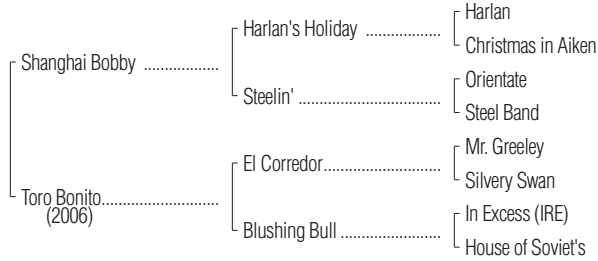 Harlan
Harlan's Holiday ..................
Christmas in Aiken
Shanghai Bobby ..................
Orientate
Steelin' ..................................
Steel Band
Mr. Greeley
El Corredor............................
Silvery Swan
Toro Bonito............................
(2006)
In Excess (IRE)
Blushing Bull ........................
House of Soviet's